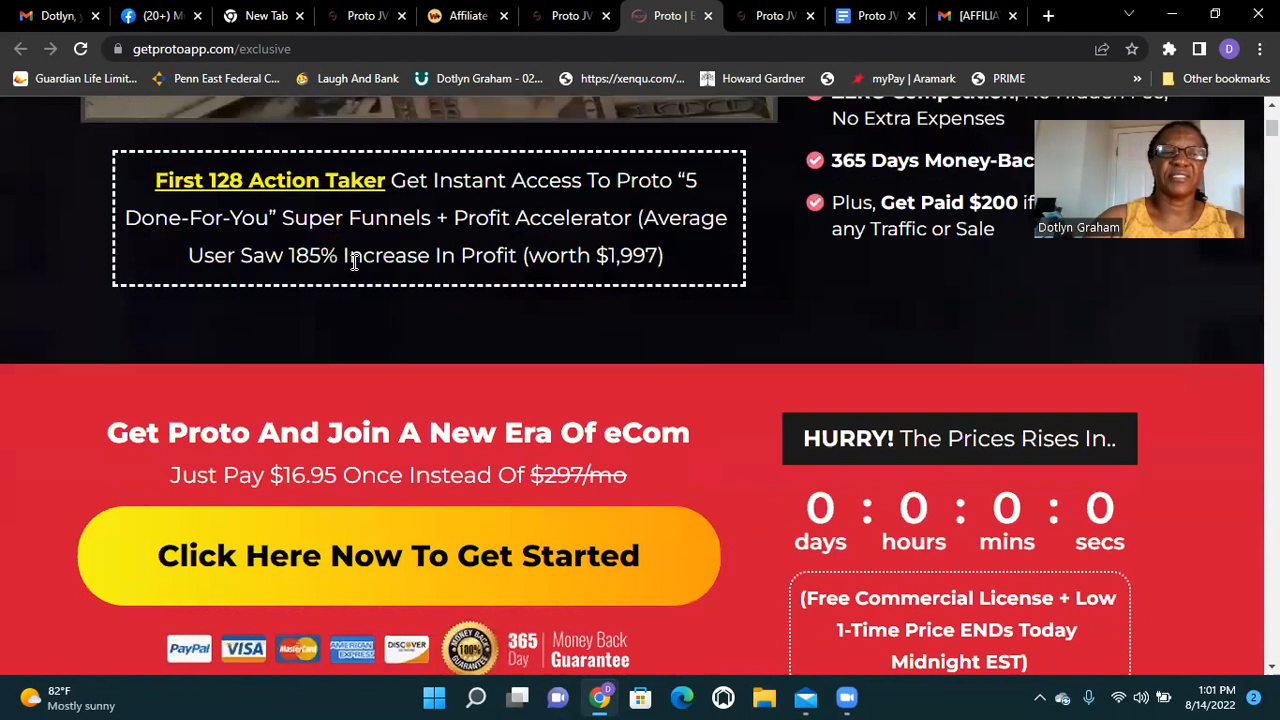 Dotlyn, y
(20+) M
New Tab
Proto JV
Affiliate
Proto JV
Proto | E
Proto JV
Proto JV
[AFFILIA
D
getprotoapp.com/exclusive
Guardian Life Limit...
Penn East Federal C...
Laugh And Bank
Dotlyn Graham - 02...
https://xenqu.com/...
Howard Gardner
myPay | Aramark
PRIME
»
Other bookmarks
No Extra Expenses
365 Days Money-Bac
Plus, Get Paid $200 if
any Traffic or Sale
Dotlyn Graham
First 128 Action Taker Get Instant Access To Proto “5
Done-For-You” Super Funnels + Profit Accelerator (Average
User Saw 185% Increase In Profit (worth $1,997)
Get Proto And Join A New Era Of eCom
Just Pay $16.95 Once Instead Of $297/mo
Click Here Now To Get Started
PayPal
VISA
MasterCard
AMERICAN EXPRESS
DISCOVER
MONEY BACK
100%
365 Day
Money Back
Guarantee
HURRY! The Prices Rises In..
0 : 0 : 0 : 0
days hours mins secs
(Free Commercial License + Low
1-Time Price ENDs Today
Midnight EST)
82°F
Mostly sunny
1:01 PM
8/14/2022
2